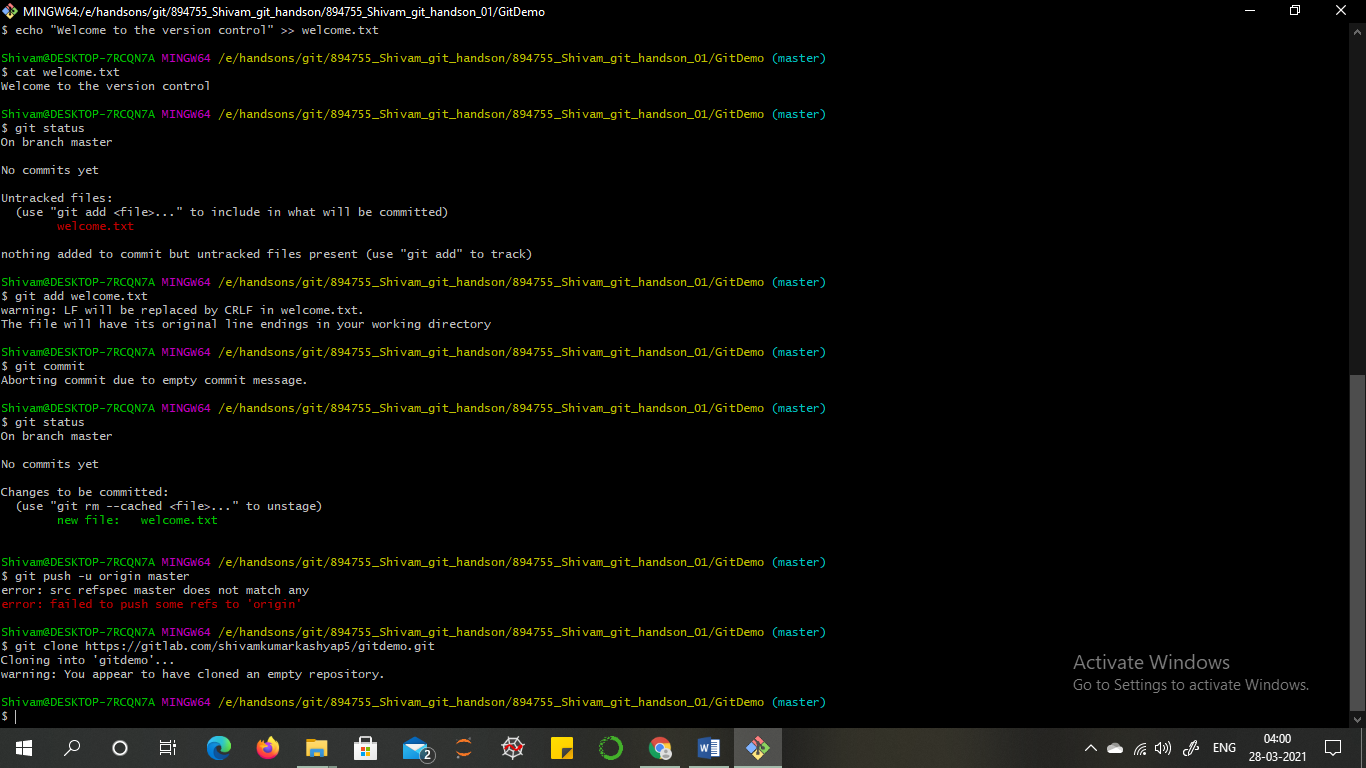 MINGW64:/e/handsons/git/894755_Shivam_git_handson/894755_Shivam_git_handson_01/GitDemo
$ echo "Welcome to the version control" >> welcome.txt
Shivam@DESKTOP-7RCQN7A MINGW64 /e/handsons/git/894755_Shivam_git_handson/894755_Shivam_git_handson_01/GitDemo (master)
$ cat welcome.txt
Welcome to the version control
Shivam@DESKTOP-7RCQN7A MINGW64 /e/handsons/git/894755_Shivam_git_handson/894755_Shivam_git_handson_01/GitDemo (master)
$ git status
On branch master
No commits yet
Untracked files:
(use "git add <file>..." to include in what will be committed)
welcome.txt
nothing added to commit but untracked files present (use "git add" to track)
Shivam@DESKTOP-7RCQN7A MINGW64 /e/handsons/git/894755_Shivam_git_handson/894755_Shivam_git_handson_01/GitDemo (master)
$ git add welcome.txt
warning: LF will be replaced by CRLF in welcome.txt.
The file will have its original line endings in your working directory
Shivam@DESKTOP-7RCQN7A MINGW64 /e/handsons/git/894755_Shivam_git_handson/894755_Shivam_git_handson_01/GitDemo (master)
$ git commit
Aborting commit due to empty commit message.
Shivam@DESKTOP-7RCQN7A MINGW64 /e/handsons/git/894755_Shivam_git_handson/894755_Shivam_git_handson_01/GitDemo (master)
$ git status
On branch master
No commits yet
Changes to be committed:
(use "git rm --cached <file>..." to unstage)
new file:   welcome.txt
Shivam@DESKTOP-7RCQN7A MINGW64 /e/handsons/git/894755_Shivam_git_handson/894755_Shivam_git_handson_01/GitDemo (master)
$ git push -u origin master
error: src refspec master does not match any
error: failed to push some refs to 'origin'
Shivam@DESKTOP-7RCQN7A MINGW64 /e/handsons/git/894755_Shivam_git_handson/894755_Shivam_git_handson_01/GitDemo (master)
$ git clone https://gitlab.com/shivamkumarkashyap5/gitdemo.git
Cloning into 'gitdemo'...
warning: You appear to have cloned an empty repository.
Shivam@DESKTOP-7RCQN7A MINGW64 /e/handsons/git/894755_Shivam_git_handson/894755_Shivam_git_handson_01/GitDemo (master)
$
Activate Windows
Go to Settings to activate Windows.
2
ENG
04:00
28-03-2021